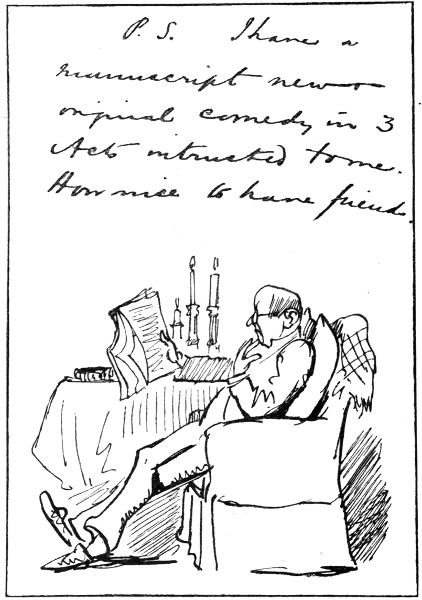 P. S. I have a
manuscript new &
original comedy in 3
Acts intrusted to me.
How nice to have friends.